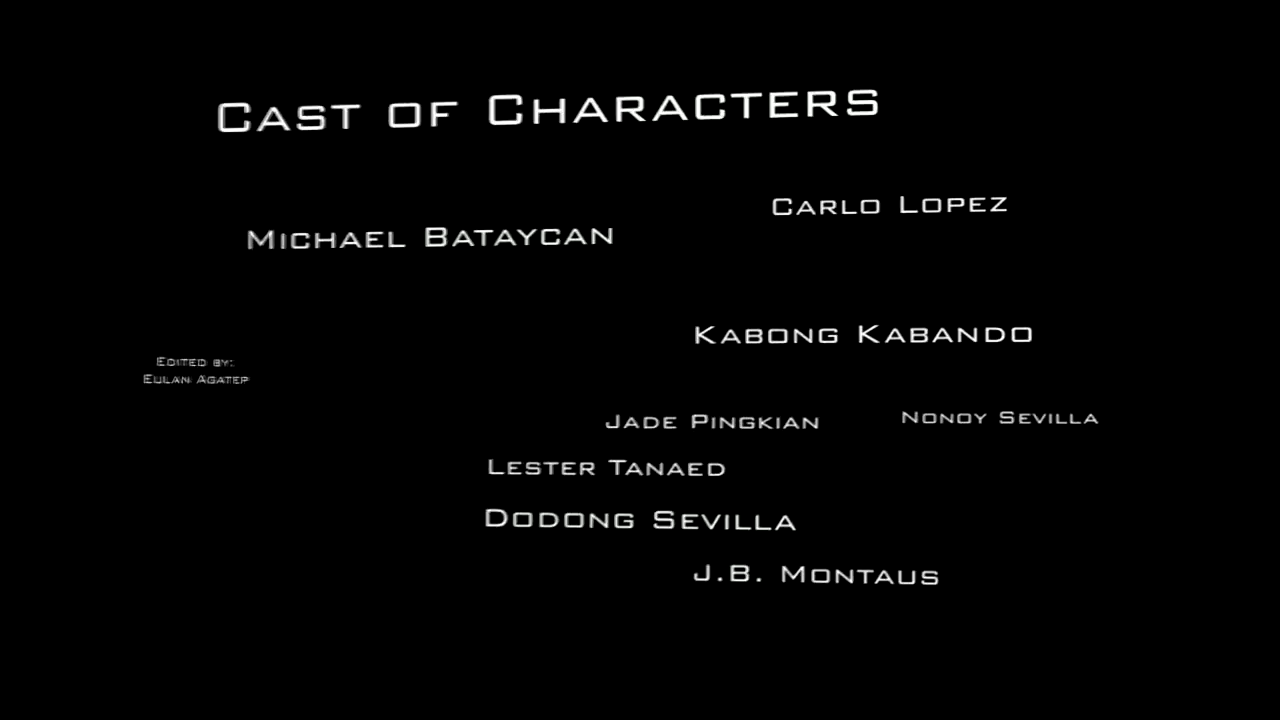 Cast of Characters
Carlo Lopez
Michael Bataycan
Kabong Kabando
Edited by:
Eulani Agatep
Jade Pingkian
Nonoy Sevilla
Lester Tanaed
Dodong Sevilla
J.B. Montaus